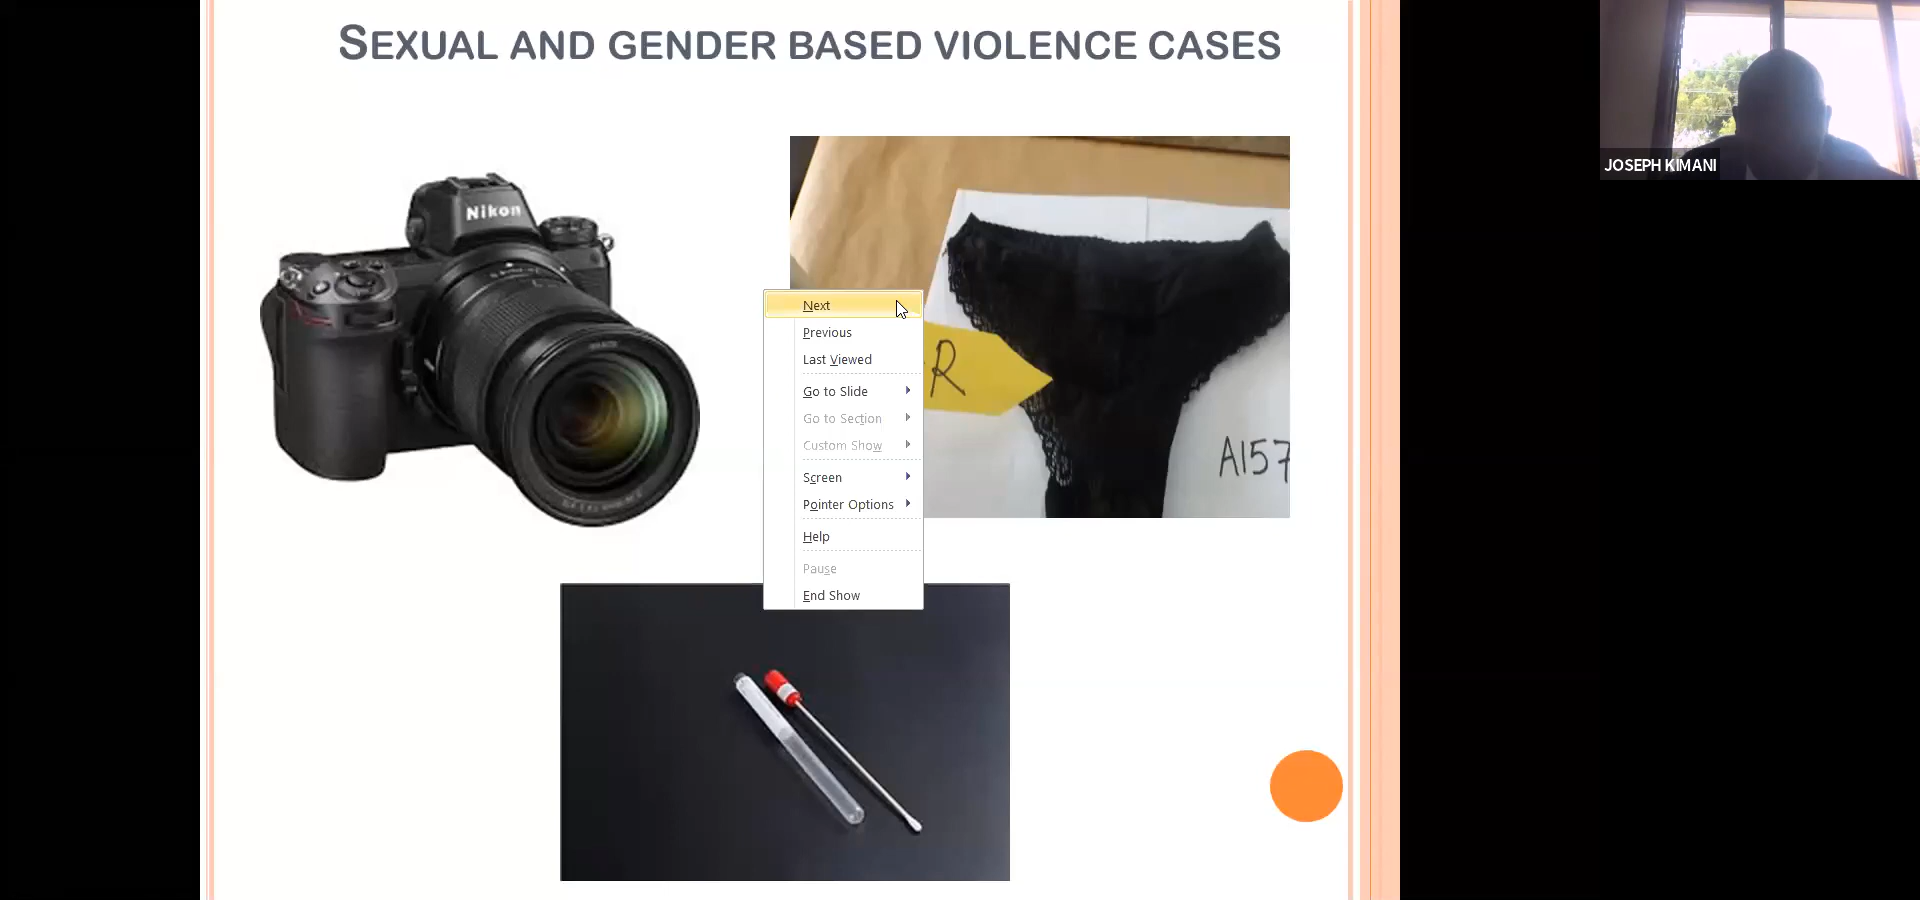 SEXUAL AND GENDER BASED VIOLENCE CASES
JOSEPH KIMANI
Nikon
Next
Previous
Last Viewed
Go to Slide
Go to Section
Custom Show
Screen
Pointer Options
Help
Pause
End Show
R
A157